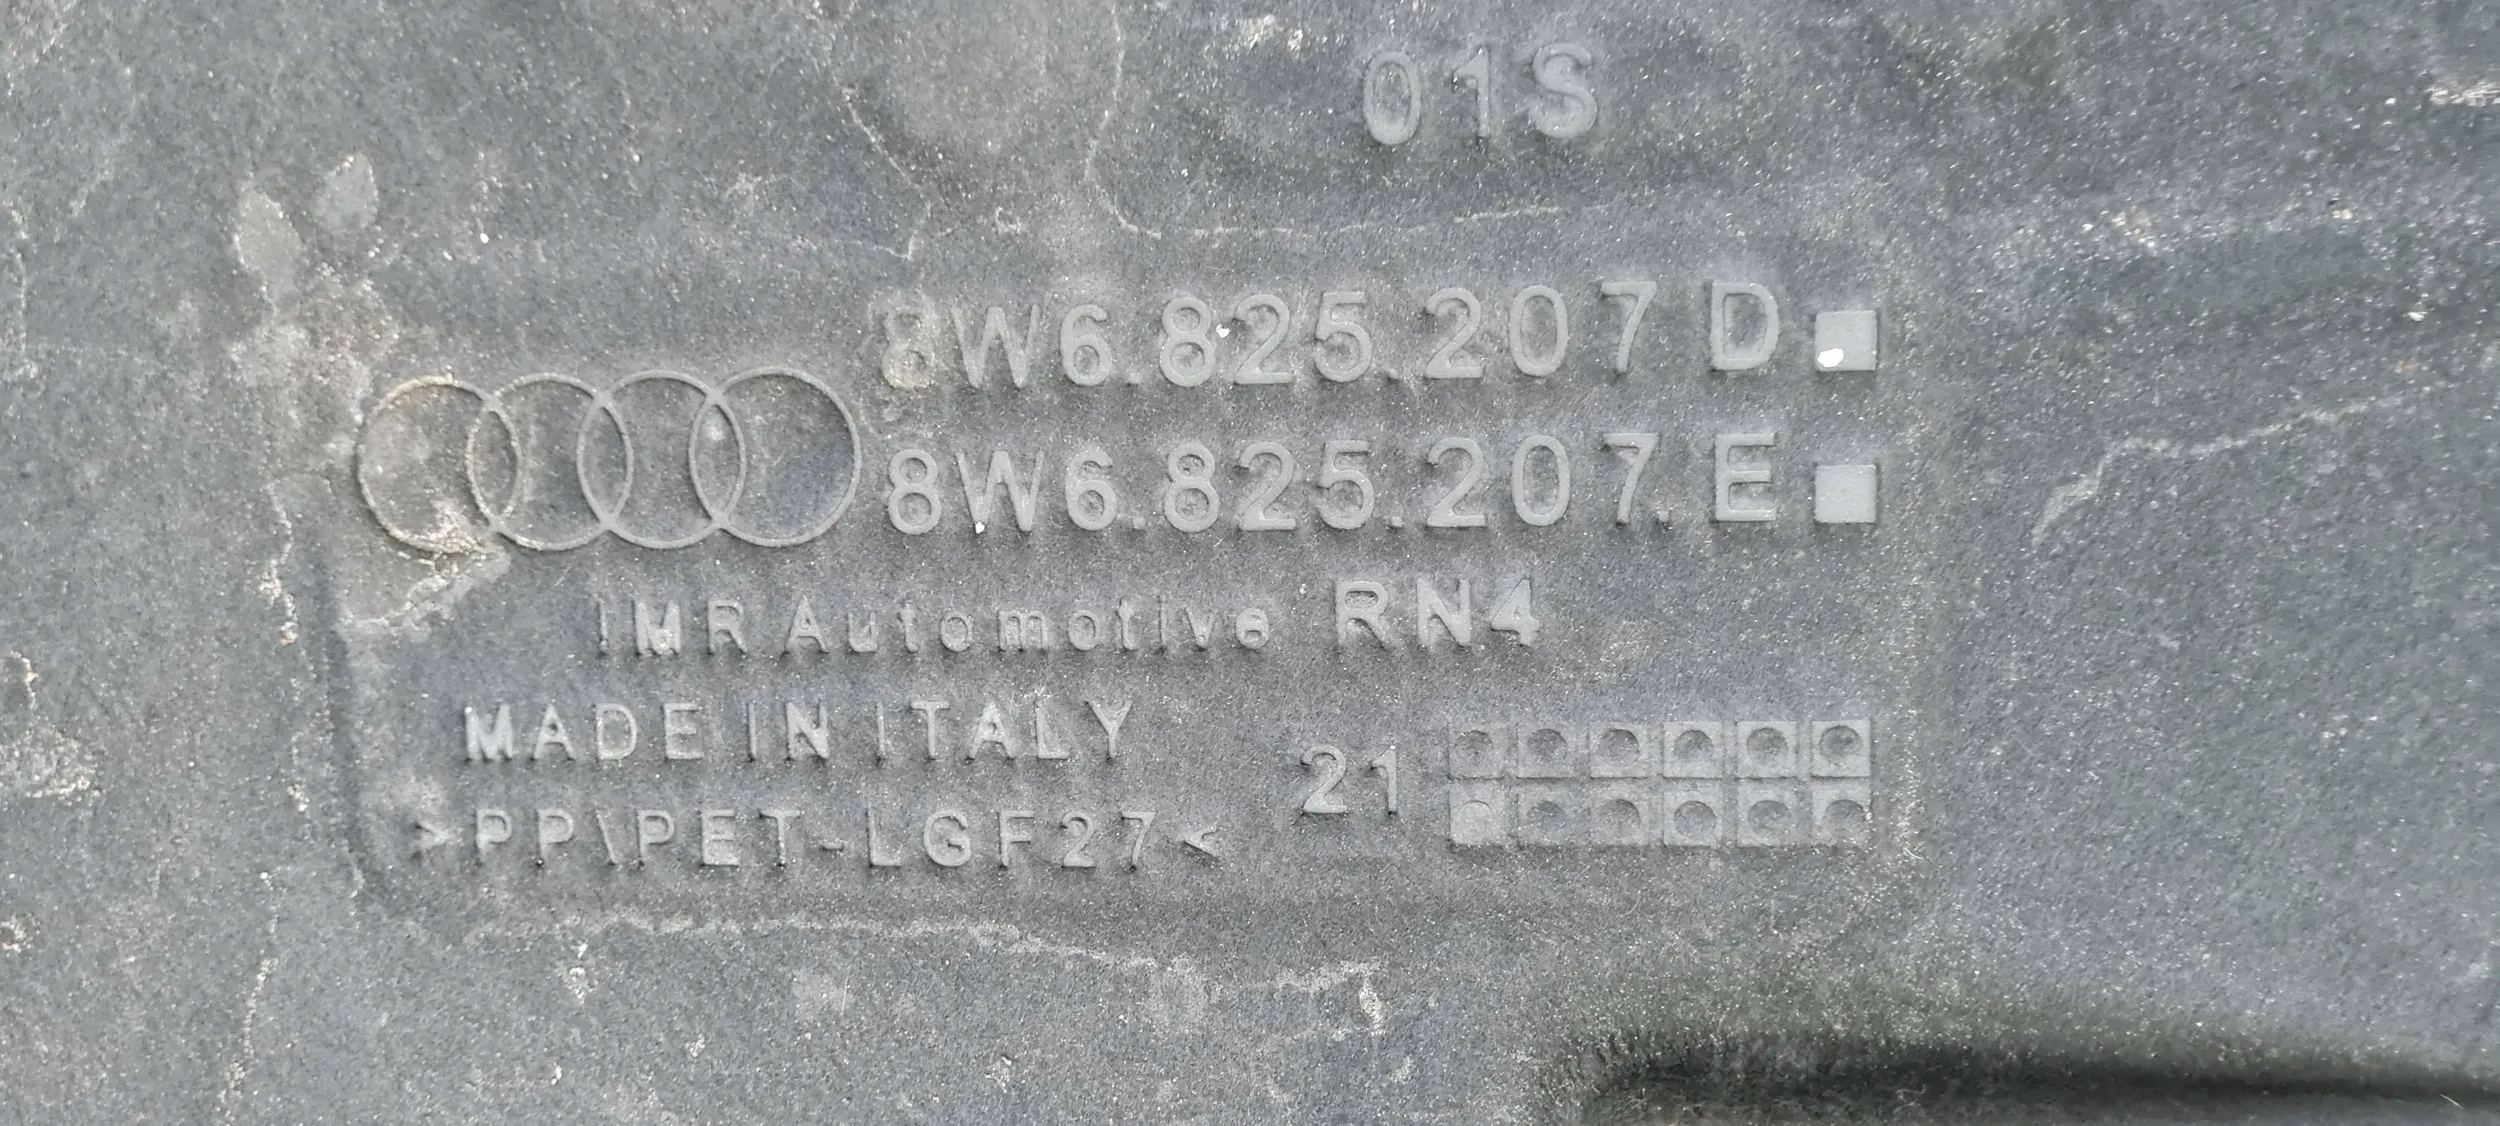 01S
8W6.825.207 D
8W6.825.207.E
IMR Automotive RN4
MADE IN ITALY
21
>PP\PET-LGF27<